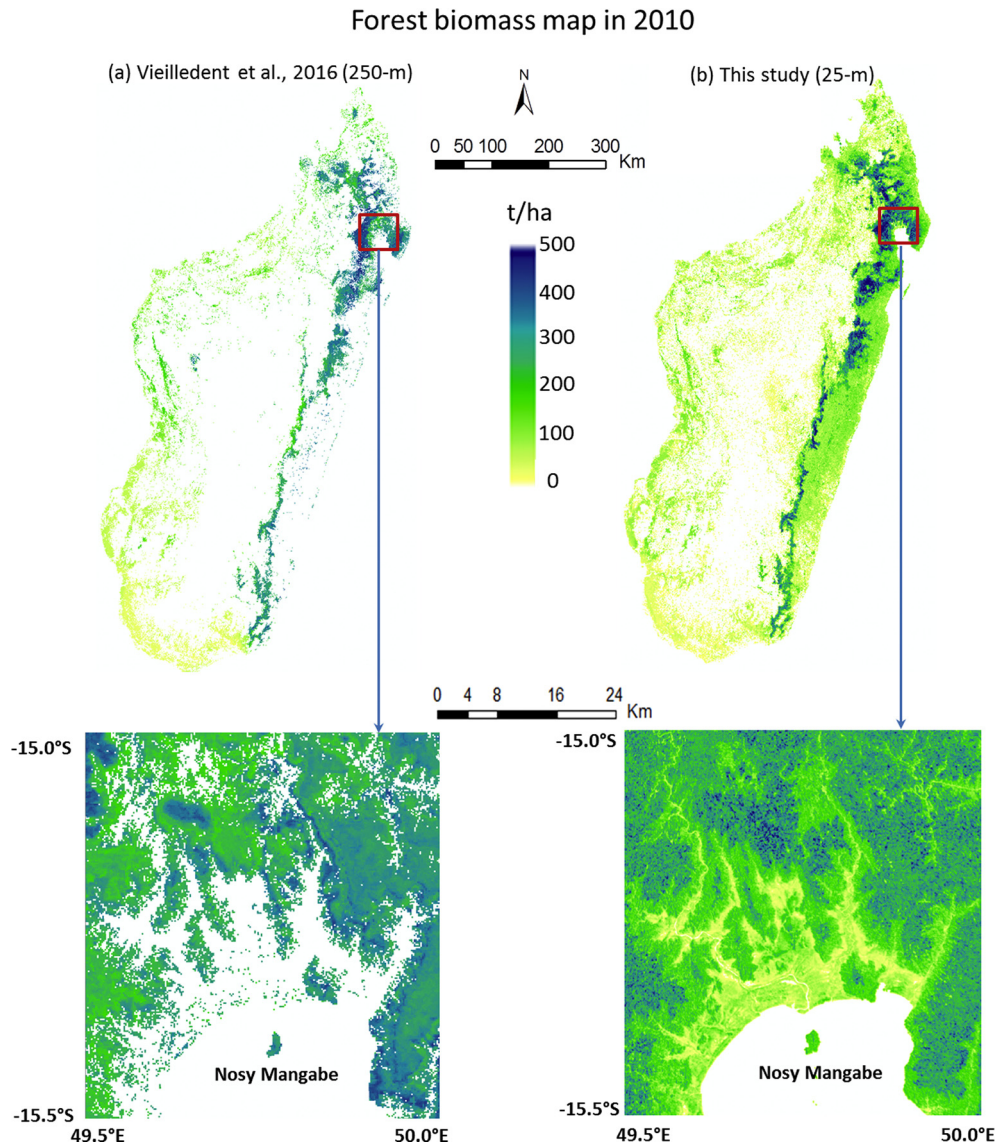 Forest biomass map in 2010
(a) Vieilledent et al., 2016 (250-m)
(b) This study (25-m)
N
0 50 100 200 300
Km
t/ha
500
400
300
200
100
0
0 4 8 16 24
Km
-15.0°S
-15.0°S
Nosy Mangabe
Nosy Mangabe
-15.5°S
-15.5°S
49.5°E
50.0°E
49.5°E
50.0°E